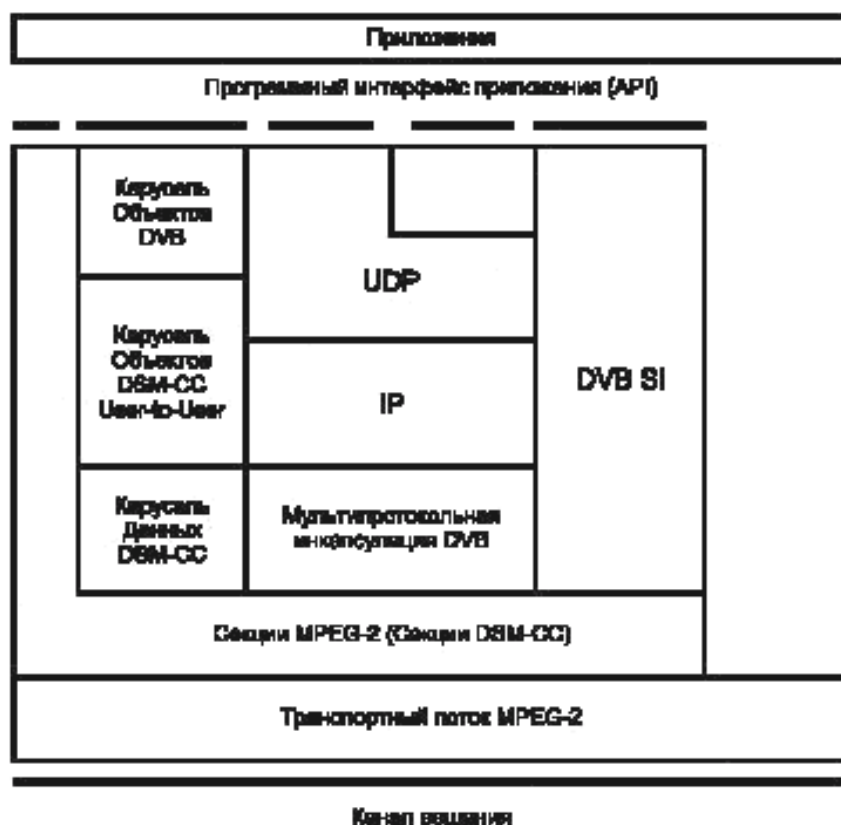 Приложения
Программный интерфейс приложения (API)
Карусель
Объектов
DVB
UDP
Карусель
Объектов
DSM-CC
User-to-User
IP
DVB SI
Карусель
Данных
DSM-CC
Мультипротокольная
инкапсуляция DVB
Секции MPEG-2 (Секции DSM-CC)
Транспортный поток MPEG-2
Канал вещания